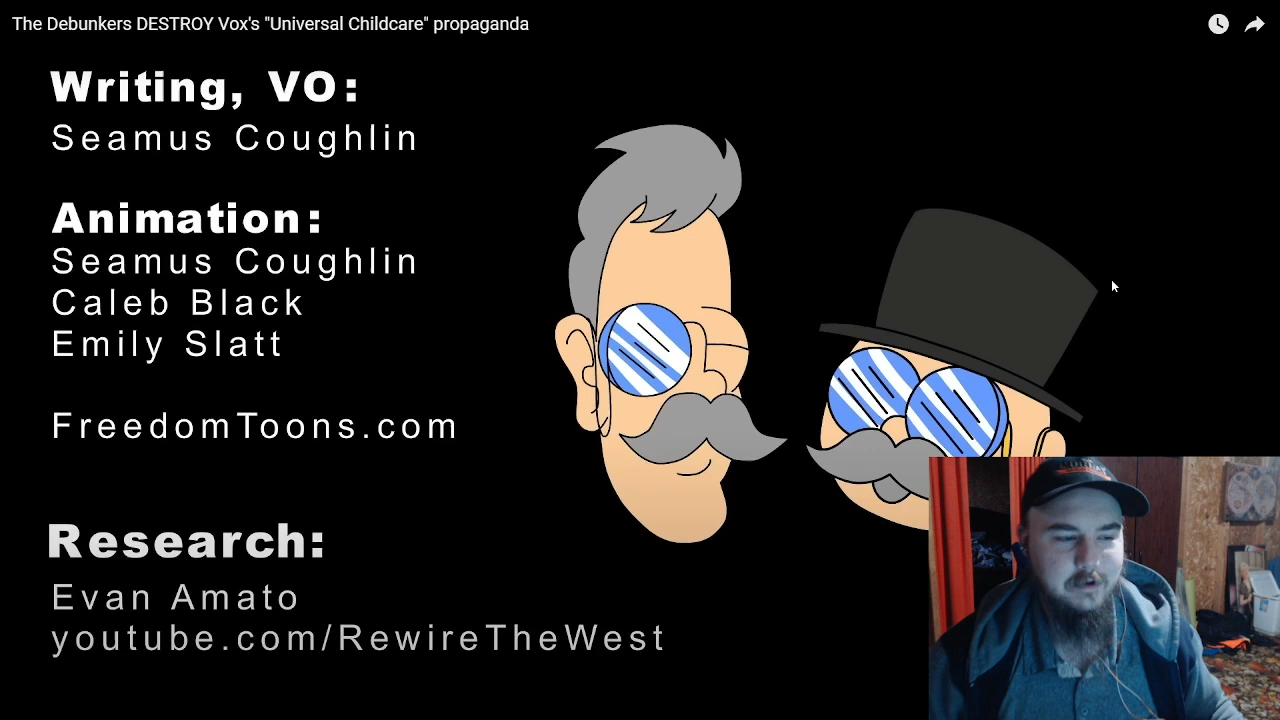 The Debunkers DESTROY Vox's "Universal Childcare" propaganda
Writing, VO:
Seamus Coughlin
Animation:
Seamus Coughlin
Caleb Black
Emily Slatt
FreedomToons.com
Research:
Evan Amato
youtube.com/RewireTheWest